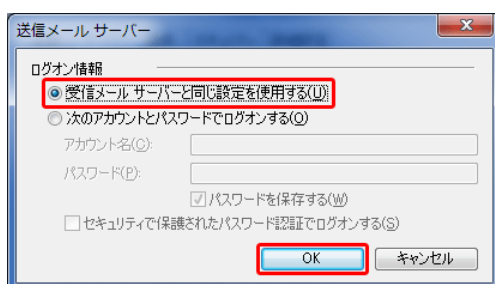 送信メール サーバー
ログオン情報
受信メール サーバーと同じ設定を使用する(U)
次のアカウントとパスワードでログオンする(O)
アカウント名(C):
パスワード(P):
パスワードを保存する(W)
セキュリティで保護されたパスワード認証でログオンする(S)
OK キャンセル